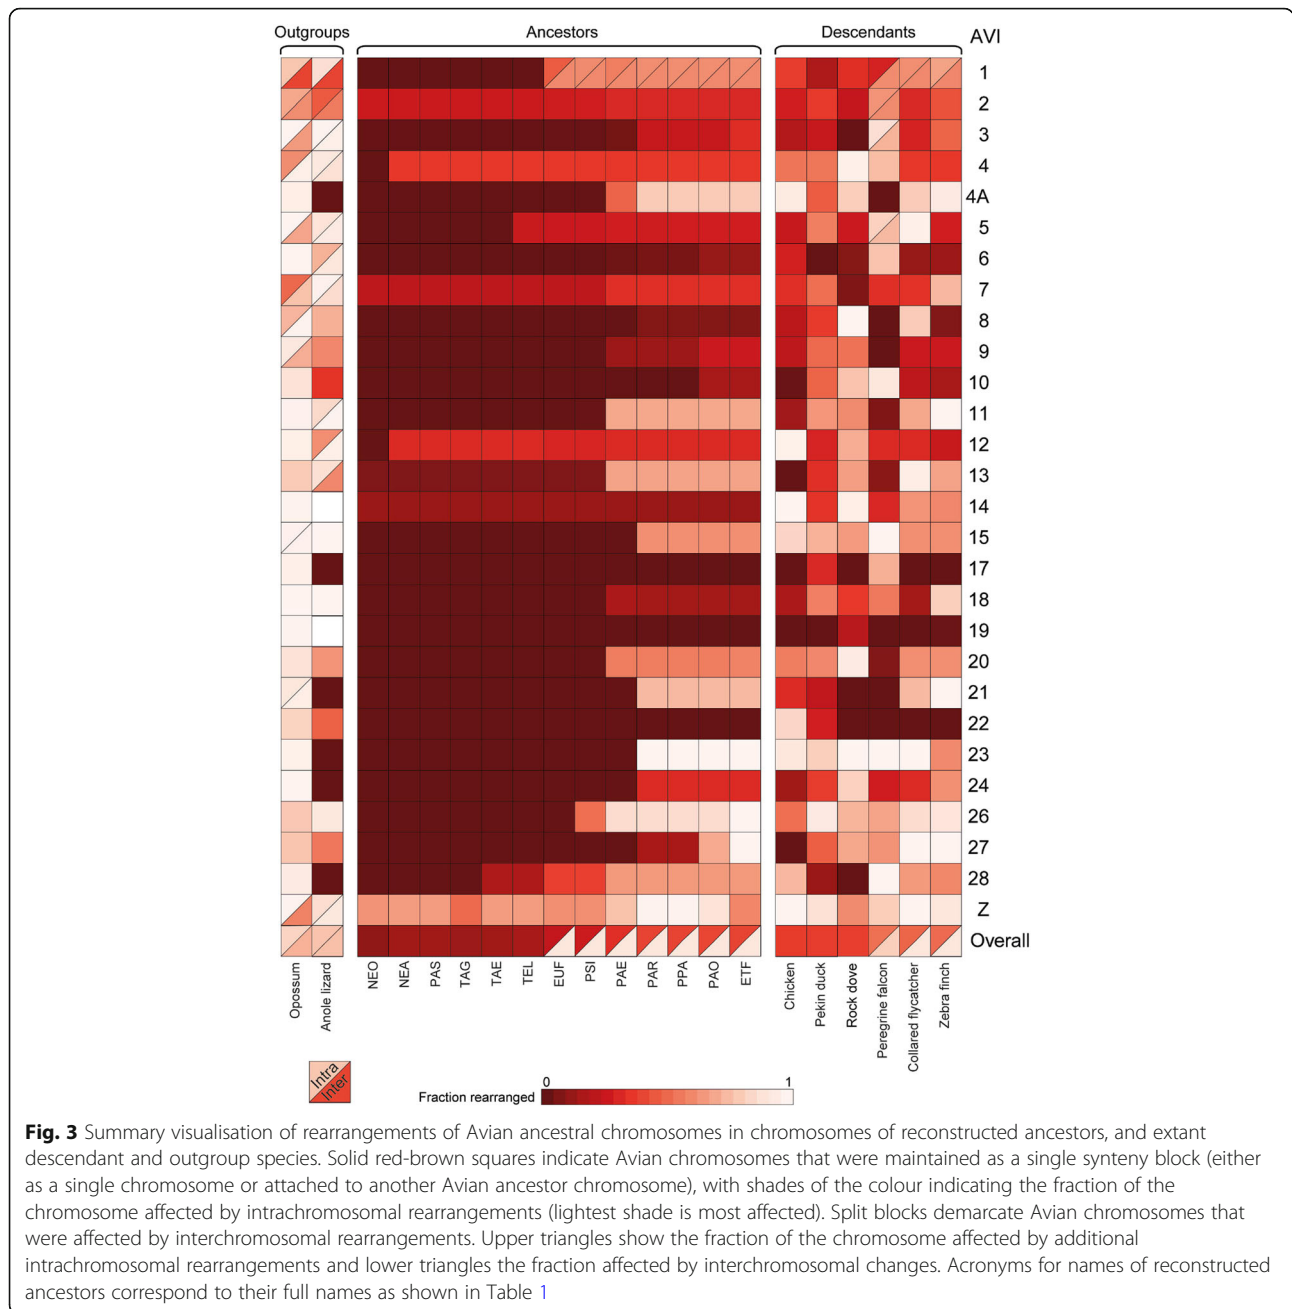 Outgroups Ancestors Descendants AVI
1
2
3
4
4A
5
6
7
8
9
10
11
12
13
14
15
17
18
19
20
21
22
23
24
26
27
28
Z
Overall
Opossum Anole lizard NEO NEA PAS TAG TAE TEL EUF PSI PAE PAR PPA PAO ETF Chicken Pekin duck Rock dove Peregrine falcon Collared flycatcher Zebra finch
Intra
Inter
0 1
Fraction rearranged
Fig. 3 Summary visualisation of rearrangements of Avian ancestral chromosomes in chromosomes of reconstructed ancestors, and extant
descendant and outgroup species. Solid red-brown squares indicate Avian chromosomes that were maintained as a single synteny block (either
as a single chromosome or attached to another Avian ancestor chromosome), with shades of the colour indicating the fraction of the
chromosome affected by intrachromosomal rearrangements (lightest shade is most affected). Split blocks demarcate Avian chromosomes that
were affected by interchromosomal rearrangements. Upper triangles show the fraction of the chromosome affected by additional
intrachromosomal rearrangements and lower triangles the fraction affected by interchromosomal changes. Acronyms for names of reconstructed
ancestors correspond to their full names as shown in Table 1